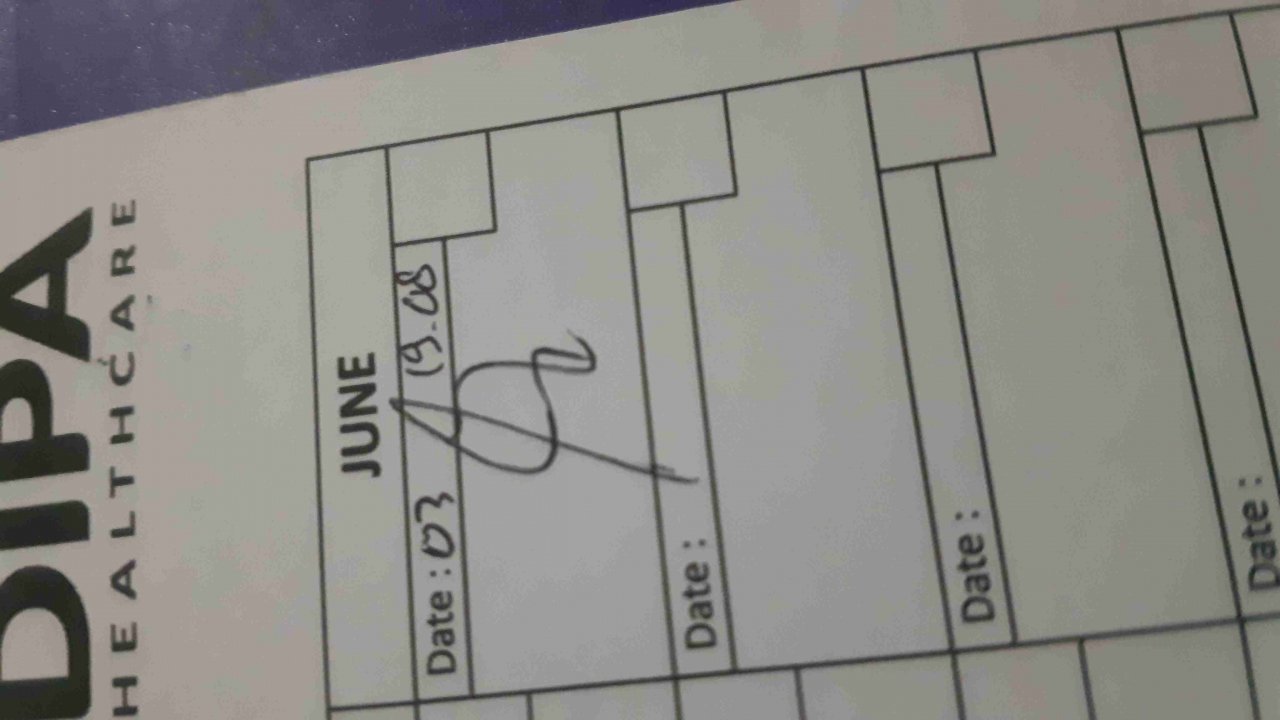 DIPA
HEALTHCARE
JUNE
Date : 03 19.08
Date :
Date :
Date :